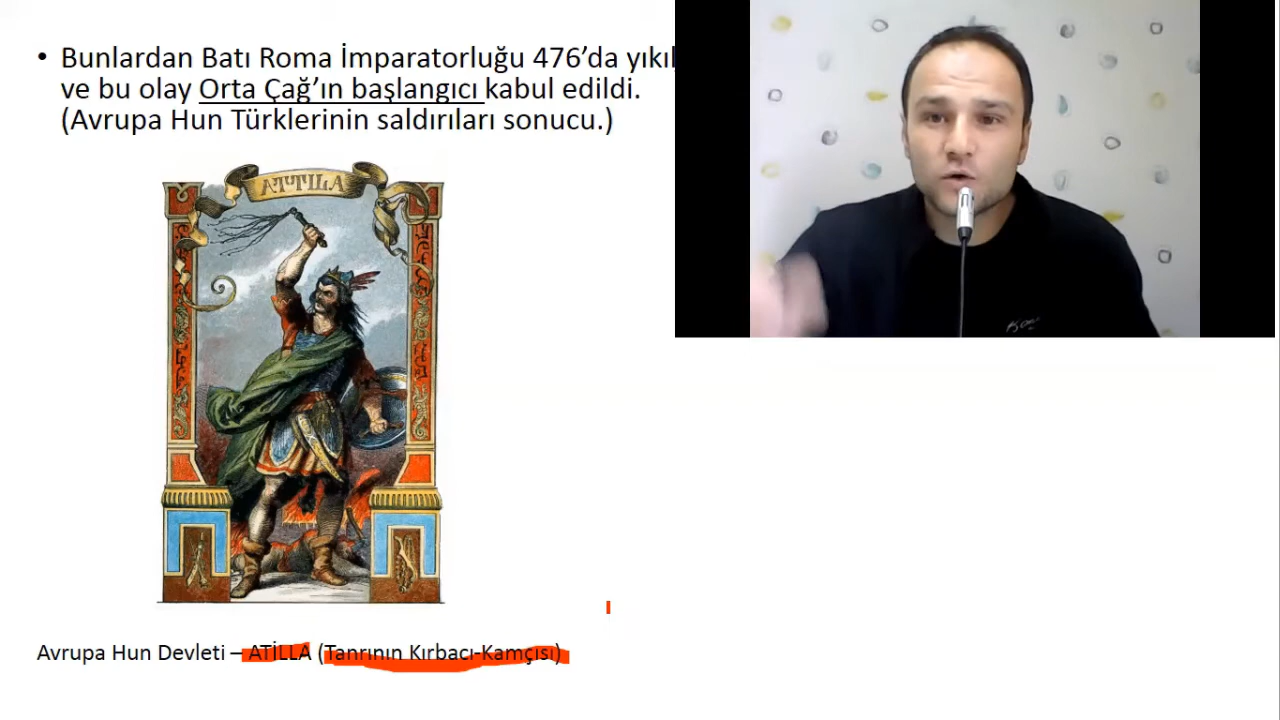 • Bunlardan Batı Roma İmparatorluğu 476’da
ve bu olay Orta Çağ’ın başlangıcı kabul edildi.
(Avrupa Hun Türklerinin saldırıları sonucu.)
ATTILA
Avrupa Hun Devleti – ATİLLA (Tanrının Kırbacı-Kamçısı)